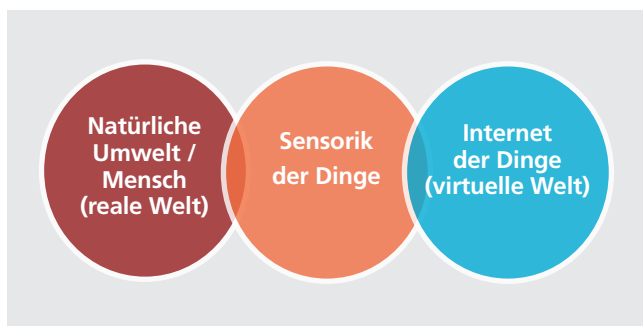 Natürliche
Umwelt /
Mensch
(reale Welt)
Sensorik
der Dinge
Internet
der Dinge
(virtuelle Welt)